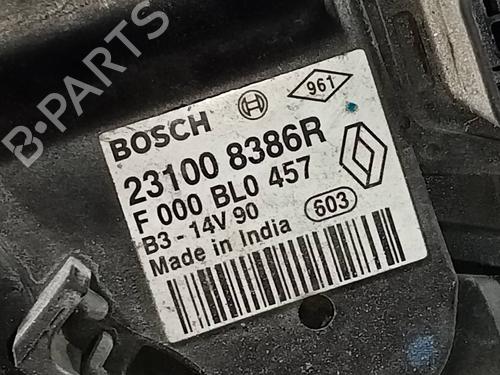 B-PARTS
BOSCH
961
23100 8386R
F 000 BL0 457
B3 - 14V 90
603
Made in India